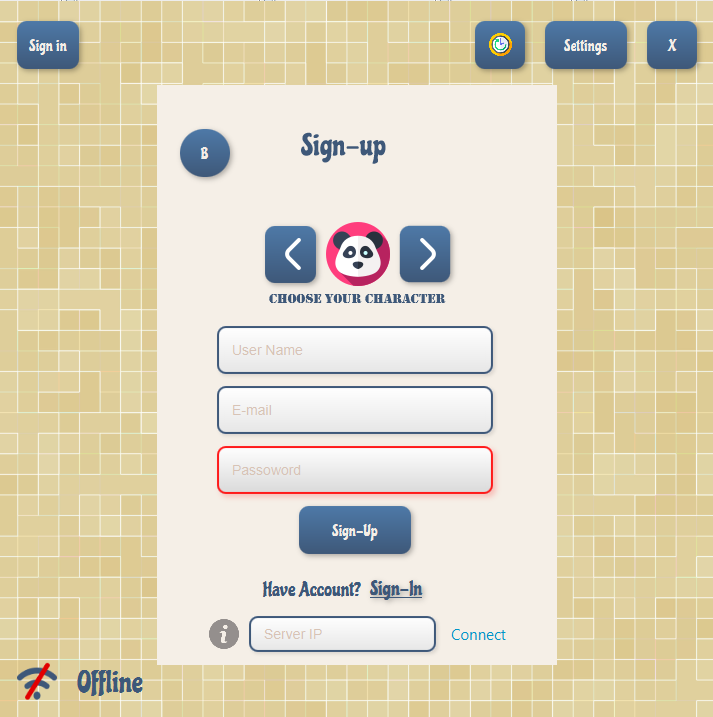 Sign in
Settings
X
B
Sign-up
CHOOSE YOUR CHARACTER
User Name
E-mail
Passoword
Sign-Up
Have Account? Sign-In
i
Server IP
Connect
Offline